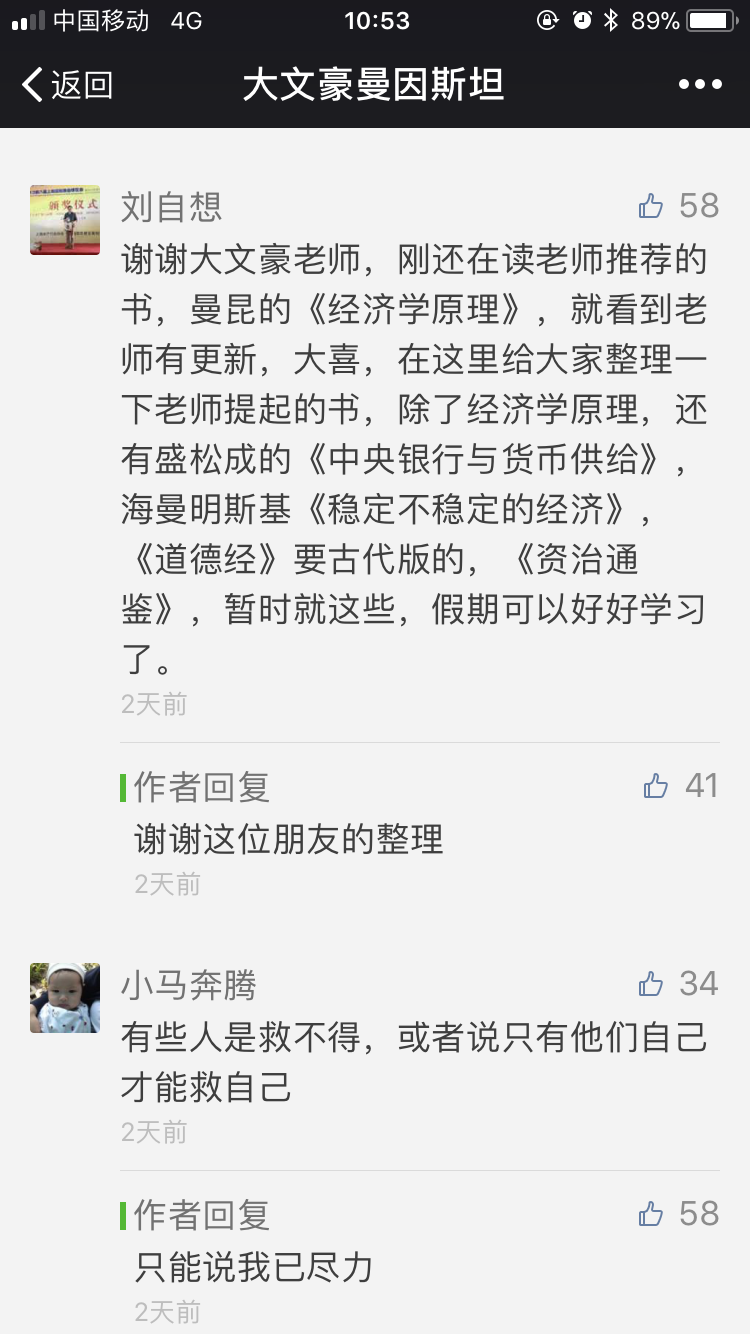 中国移动 4G 10:53 89%
返回 大文豪曼因斯坦
颁奖仪式
刘自想 58
谢谢大文豪老师，刚还在读老师推荐的
书，曼昆的《经济学原理》，就看到老
师有更新，大喜，在这里给大家整理一
下老师提起的书，除了经济学原理，还
有盛松成的《中央银行与货币供给》，
海曼明斯基《稳定不稳定的经济》，
《道德经》要古代版的，《资治通
鉴》，暂时就这些，假期可以好好学习
了。
2天前
作者回复 41
谢谢这位朋友的整理
2天前
小马奔腾 34
有些人是救不得，或者说只有他们自己
才能救自己
2天前
作者回复 58
只能说我已尽力
2天前